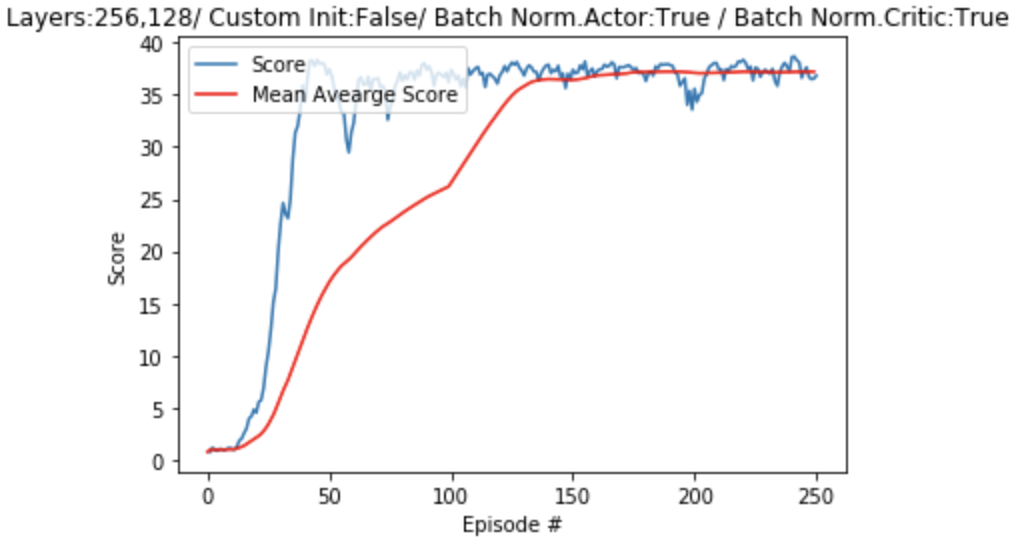 Layers:256,128/ Custom Init:False/ Batch Norm.Actor:True / Batch Norm.Critic:True
40
35
30
25
20
15
10
5
0
Score
Score
Mean Avearge Score
0 50 100 150 200 250
Episode #